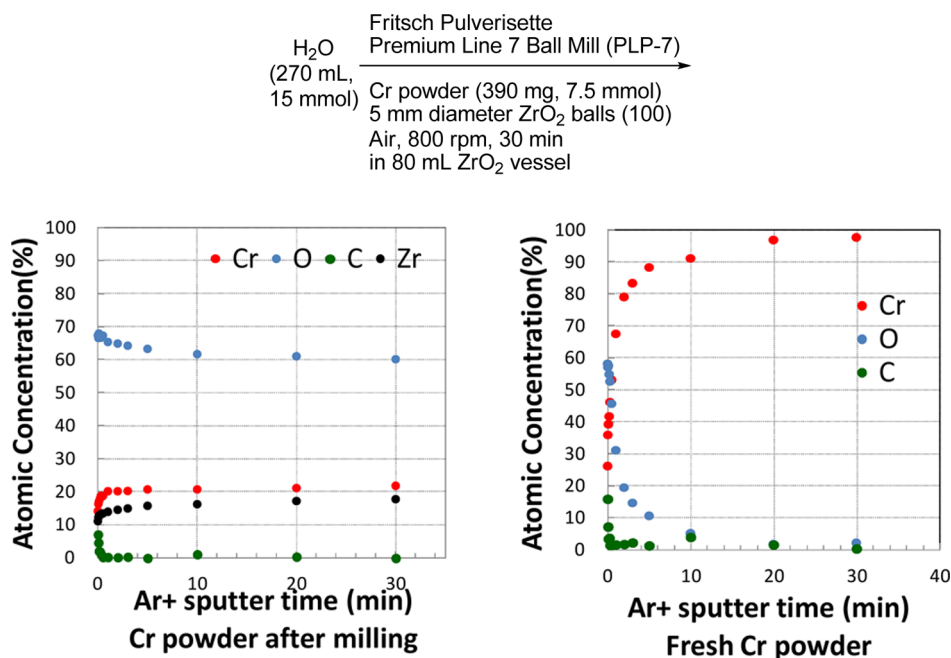 Fritsch Pulverisette
Premium Line 7 Ball Mill (PLP-7)
H2O
(270 mL,
15 mmol)
Cr powder (390 mg, 7.5 mmol)
5 mm diameter ZrO2 balls (100)
Air, 800 rpm, 30 min
in 80 mL ZrO2 vessel
Atomic Concentration(%)
100
90
80
70
60
50
40
30
20
10
0
Cr O C Zr
0 10 20 30
Ar+ sputter time (min)
Cr powder after milling
Atomic Concentration(%)
100
90
80
70
60
50
40
30
20
10
0
Cr
O
C
0 10 20 30 40
Ar+ sputter time (min)
Fresh Cr powder